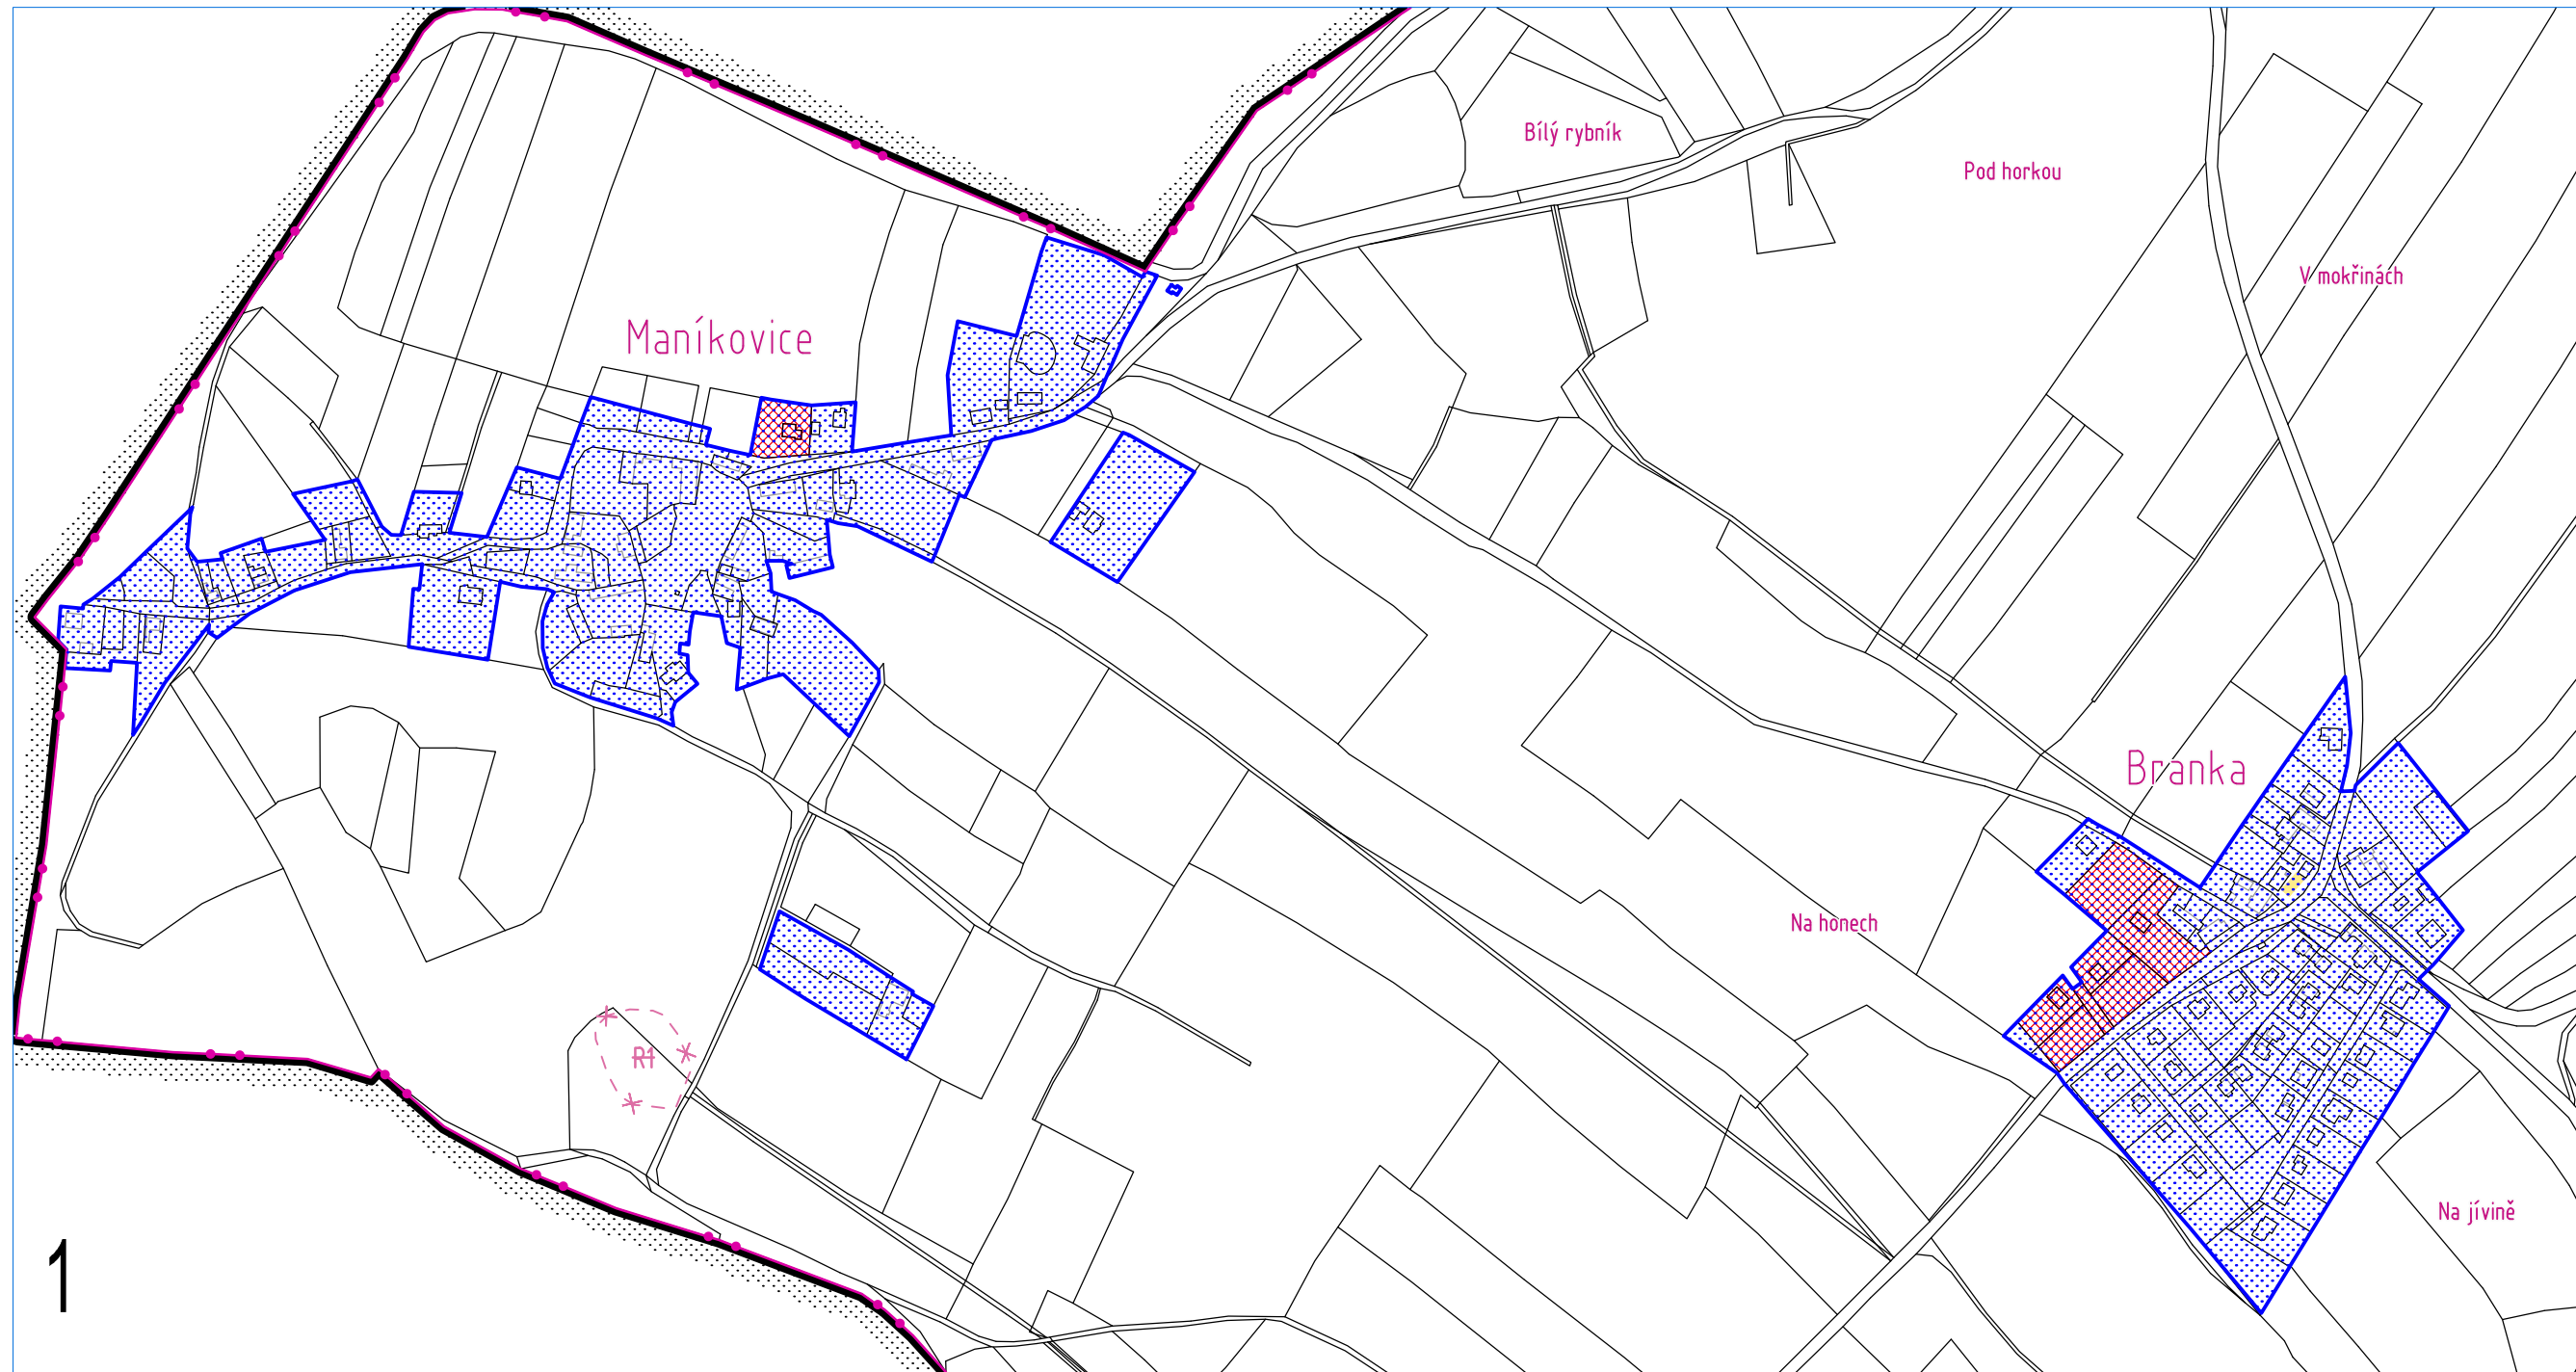 Bílý rybník
Pod horkou
V mokřinách
Maníkovice
Branka
Na honech
R1
Na jívině
1